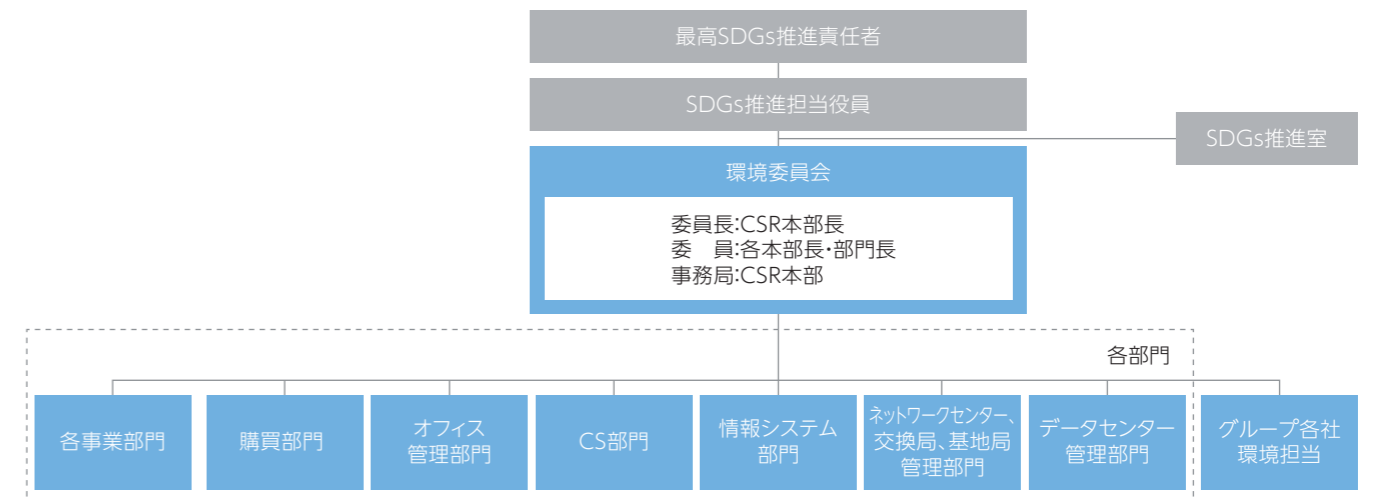 最高SDGs推進責任者
SDGs推進担当役員
SDGs推進室
環境委員会
委員長:CSR本部長
委　員:各本部長・部門長
事務局:CSR本部
各部門
各事業部門
購買部門
オフィス
管理部門
CS部門
情報システム
部門
ネットワークセンター、
交換局、基地局
管理部門
データセンター
管理部門
グループ各社
環境担当